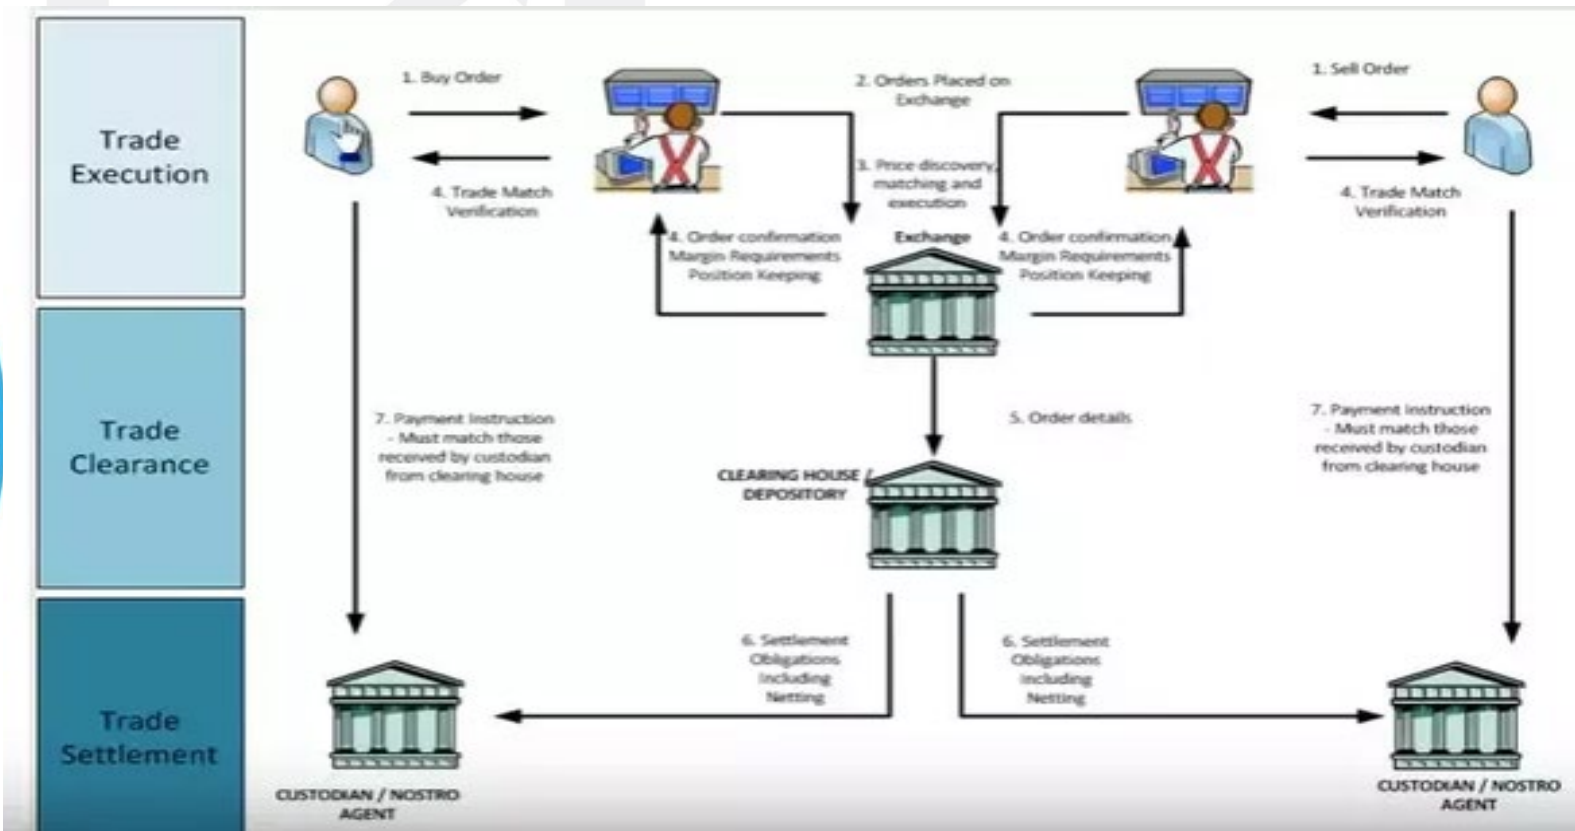 Trade
Execution
1. Buy Order
2. Orders Placed on
Exchange
1. Sell Order
4. Trade Match
Verification
3. Price discovery,
matching and
execution
4. Trade Match
Verification
4. Order confirmation
Margin Requirements
Position Keeping
Exchange
4. Order confirmation
Margin Requirements
Position Keeping
Trade
Clearance
7. Payment Instruction
- Must match those
received by custodian
from clearing house
5. Order details
7. Payment Instruction
- Must match those
received by custodian
from clearing house
CLEARING HOUSE /
DEPOSITORY
Trade
Settlement
6. Settlement
Obligations
Including
Netting
6. Settlement
Obligations
Including
Netting
CUSTODIAN / NOSTRO
AGENT
CUSTODIAN / NOSTRO
AGENT